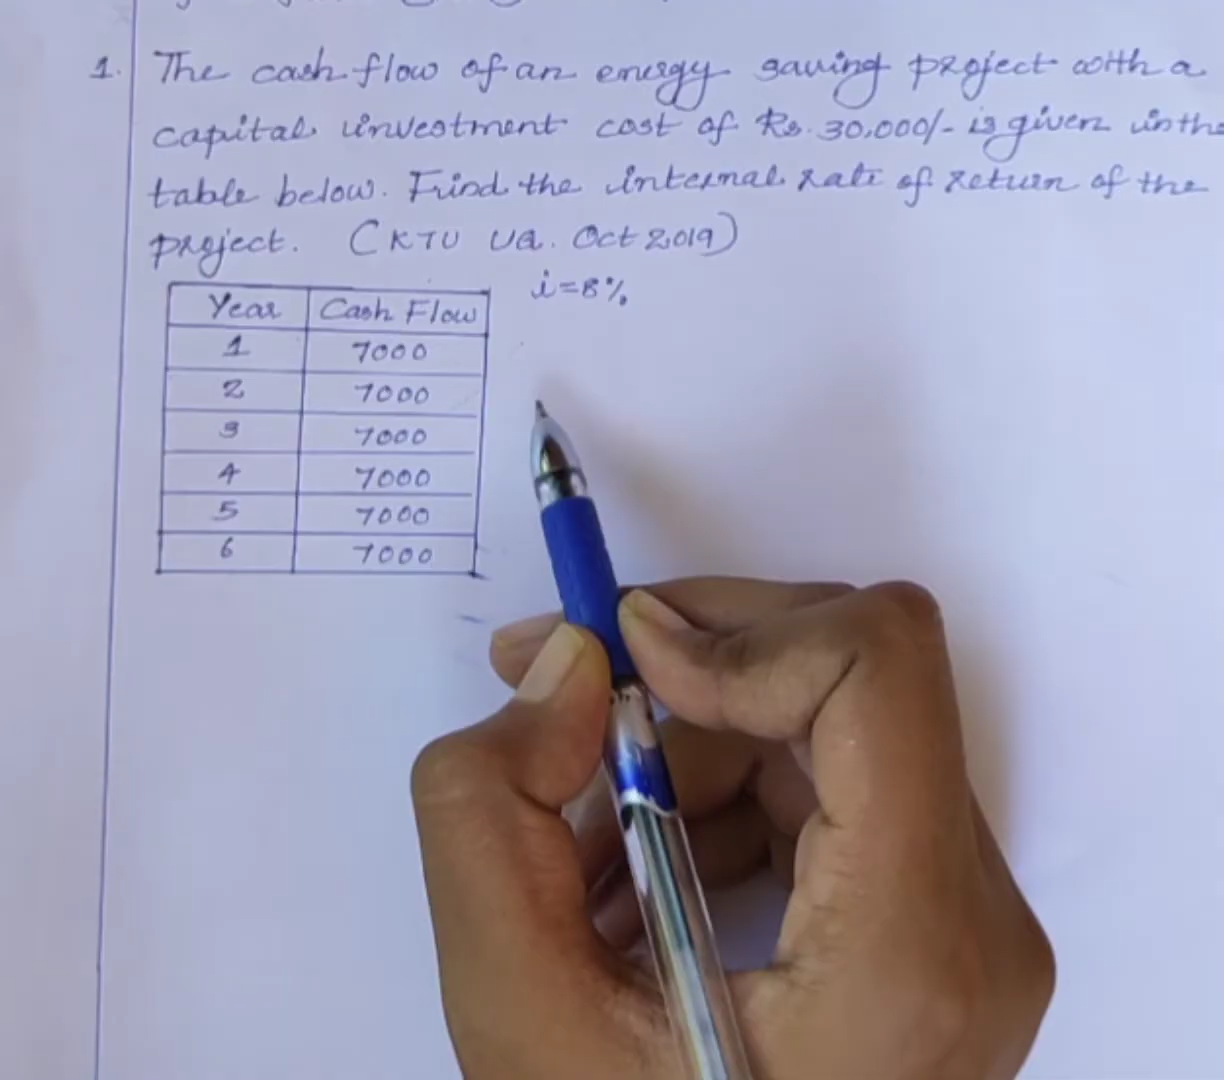 1. The cash flow of an energy saving project with a
capital investment cost of Rs. 30,000/- is given in the
table below. Find the internal rate of return of the
project. (KTU UQ. Oct 2019)
i=8%
Year Cash Flow
1 7000
2 7000
3 7000
4 7000
5 7000
6 7000